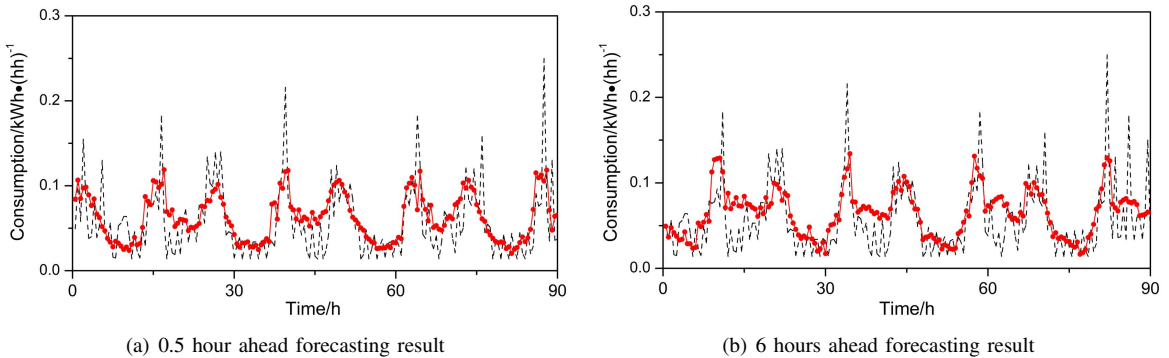 0.3
0.2
0.1
0.0
Consumption/kWh•(hh)⁻¹
0
30
60
90
Time/h
(a) 0.5 hour ahead forecasting result
0.3
0.2
0.1
0.0
Consumption/kWh•(hh)⁻¹
0
30
60
90
Time/h
(b) 6 hours ahead forecasting result